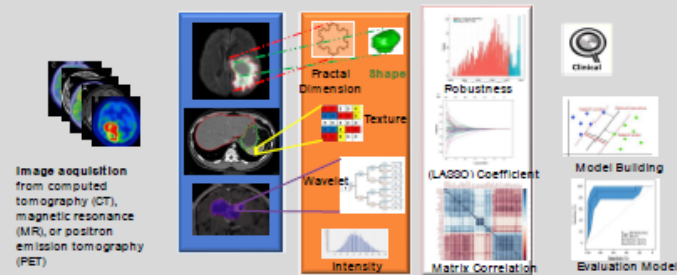 Image acquisition
from computed
tomography (CT),
magnetic resonance
(MR), or positron
emission tomography
(PET)
Fractal
Dimension
Shape
Texture
Wavelet
Intensity
Robustness
(LASSO) Coefficient
Matrix Correlation
Clinical
Model Building
Evaluation Model